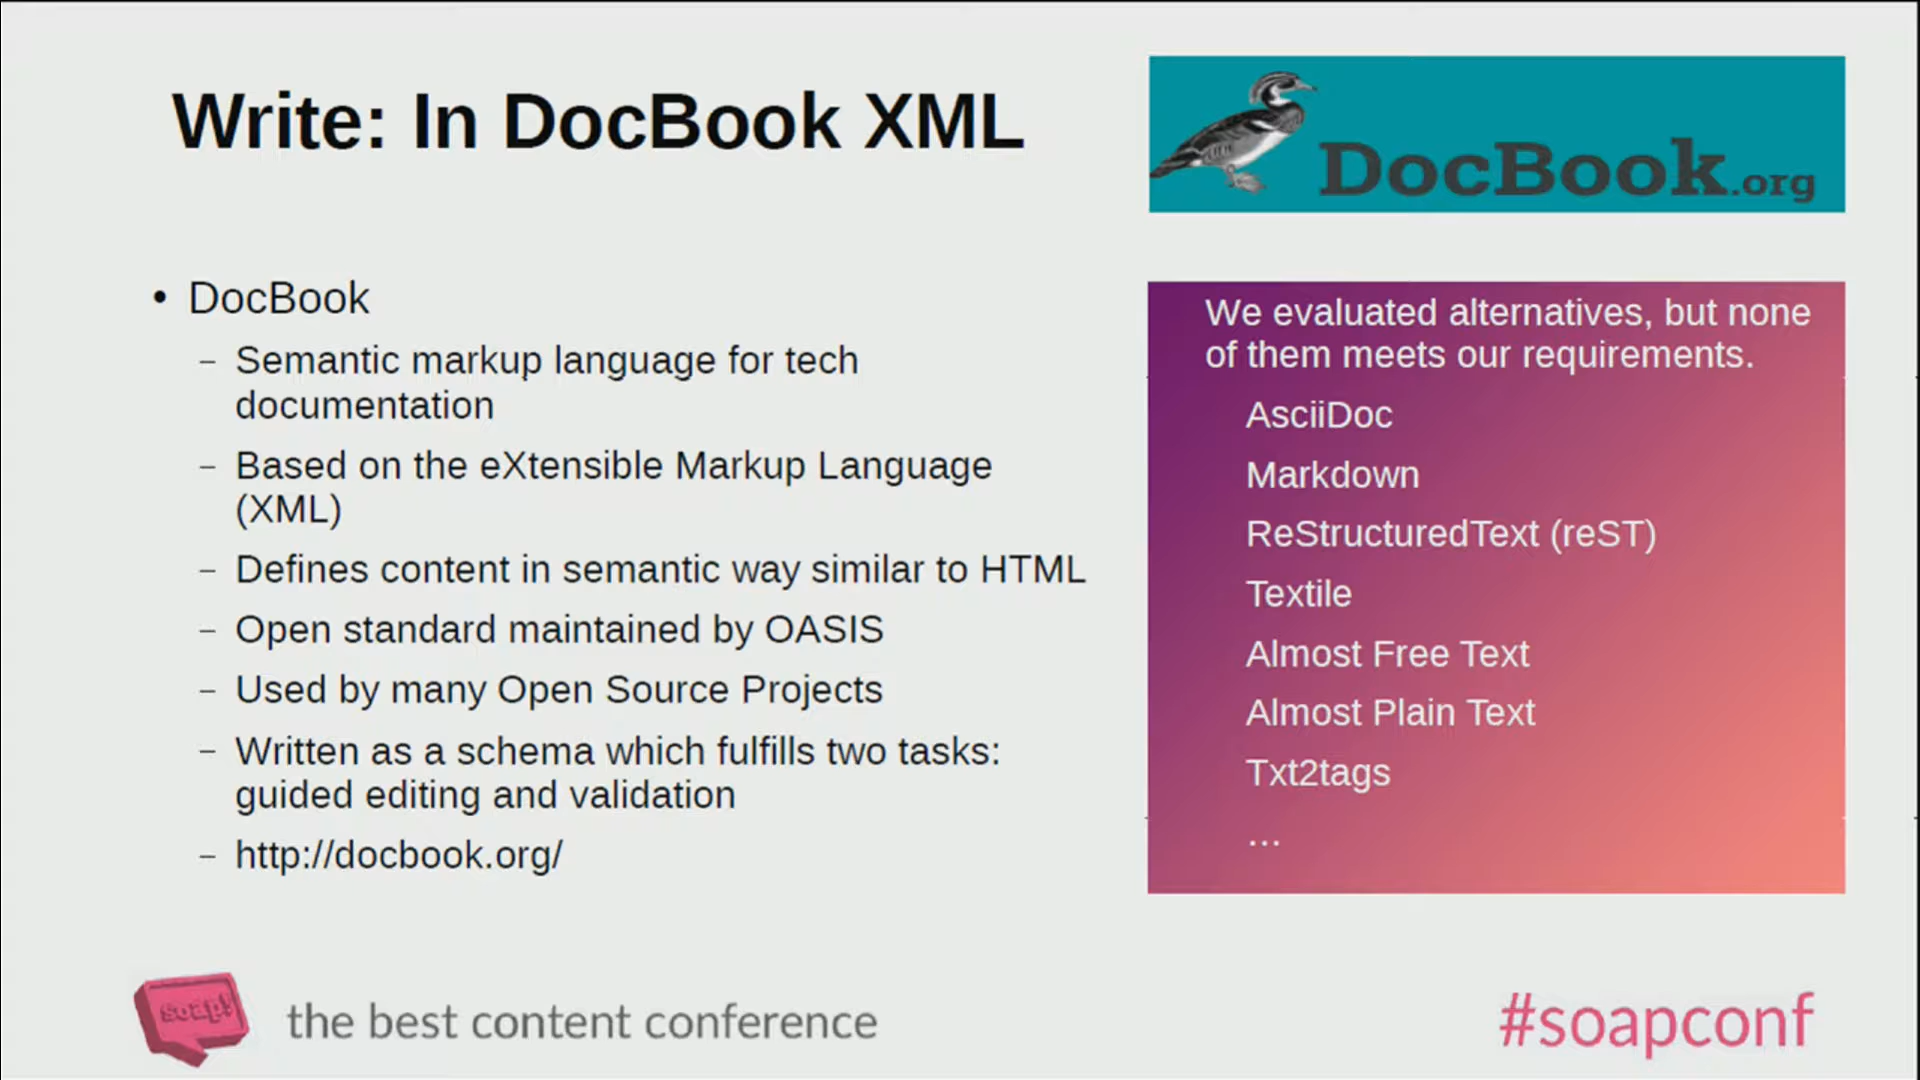 Write: In DocBook XML
DocBook.org
• DocBook
– Semantic markup language for tech
documentation
– Based on the eXtensible Markup Language
(XML)
– Defines content in semantic way similar to HTML
– Open standard maintained by OASIS
– Used by many Open Source Projects
– Written as a schema which fulfills two tasks:
guided editing and validation
– http://docbook.org/
We evaluated alternatives, but none
of them meets our requirements.
AsciiDoc
Markdown
ReStructuredText (reST)
Textile
Almost Free Text
Almost Plain Text
Txt2tags
…
soap!
the best content conference
#soapconf